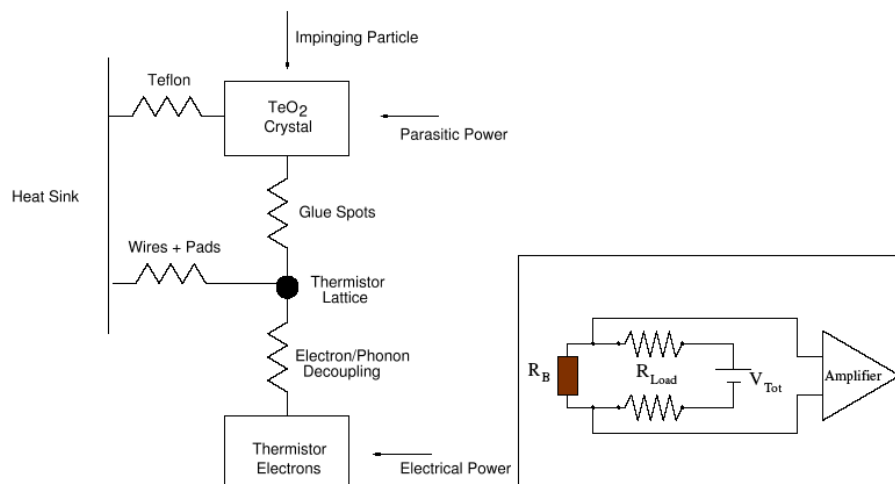 Impinging Particle
Teflon
TeO2
Crystal
Parasitic Power
Heat Sink
Glue Spots
Wires + Pads
Thermistor
Lattice
Electron/Phonon
Decoupling
Thermistor
Electrons
Electrical Power
RB
RLoad
VTot
Amplifier